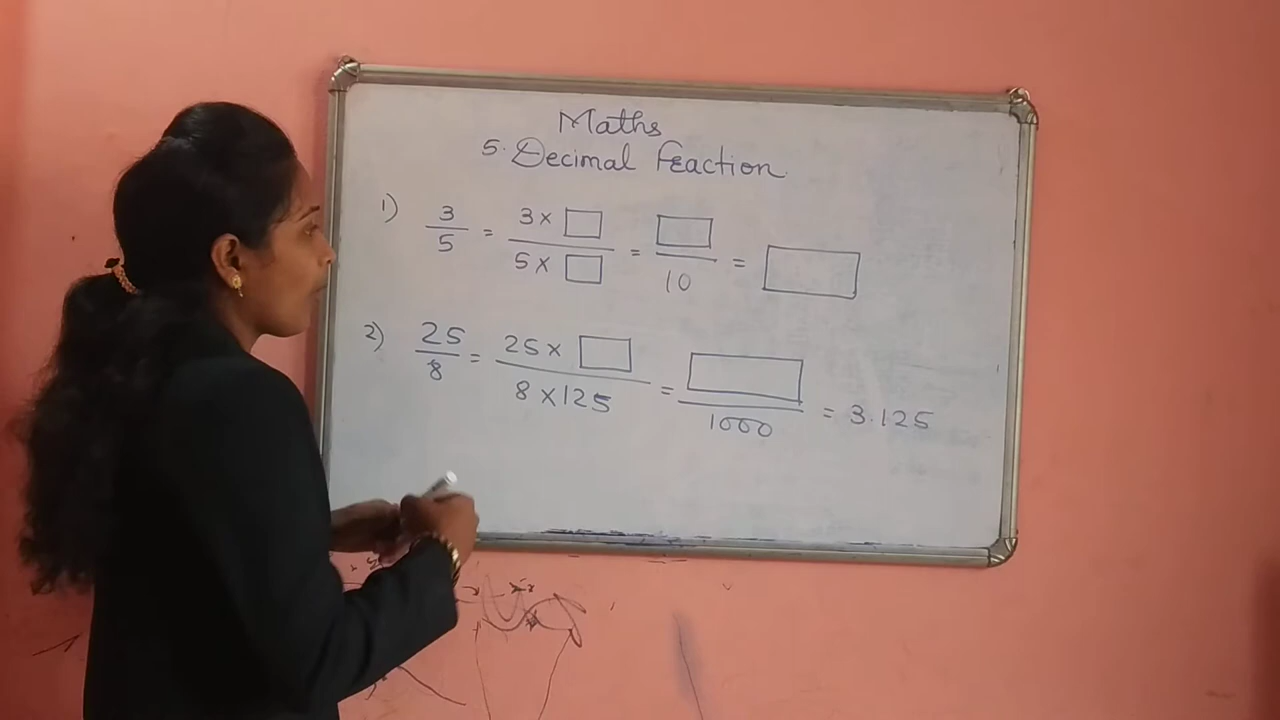 Maths
5. Decimal Feaction.
1) 3/5 = 3 × □ / 5 × □ = □ / 10 = □
2) 25/8 = 25 × □ / 8 × 125 = □ / 1000 = 3.125